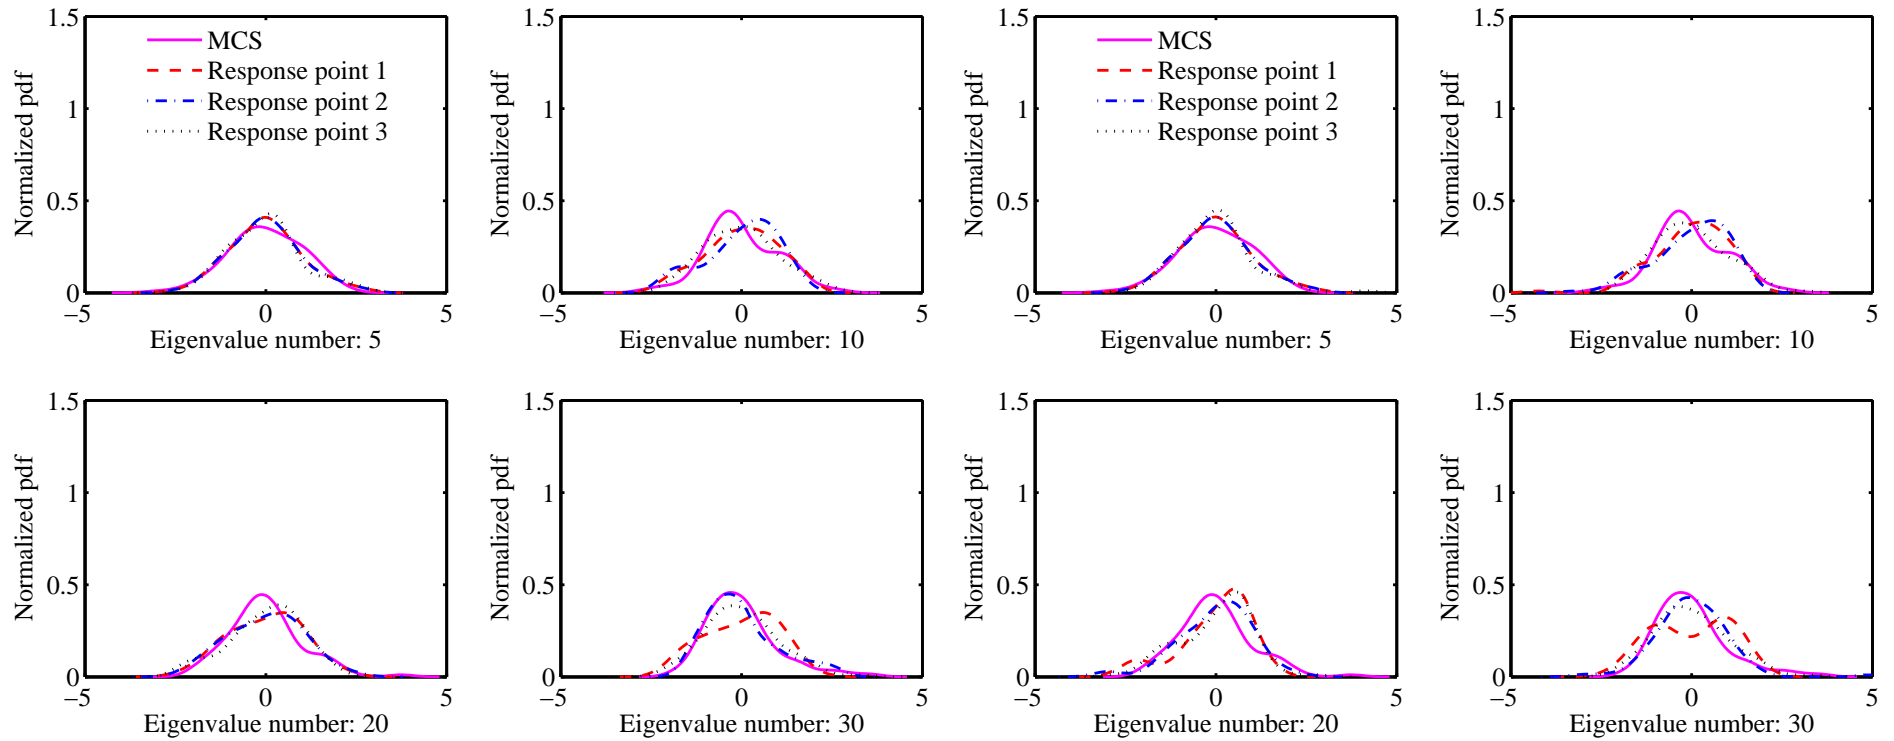 1.5
1
0.5
0
−5
0
5
Normalized pdf
Eigenvalue number: 5
MCS
Response point 1
Response point 2
Response point 3
1.5
1
0.5
0
−5
0
5
Normalized pdf
Eigenvalue number: 10
1.5
1
0.5
0
−5
0
5
Normalized pdf
Eigenvalue number: 5
MCS
Response point 1
Response point 2
Response point 3
1.5
1
0.5
0
−5
0
5
Normalized pdf
Eigenvalue number: 10
1.5
1
0.5
0
−5
0
5
Normalized pdf
Eigenvalue number: 20
1.5
1
0.5
0
−5
0
5
Normalized pdf
Eigenvalue number: 30
1.5
1
0.5
0
−5
0
5
Normalized pdf
Eigenvalue number: 20
1.5
1
0.5
0
−5
0
5
Normalized pdf
Eigenvalue number: 30